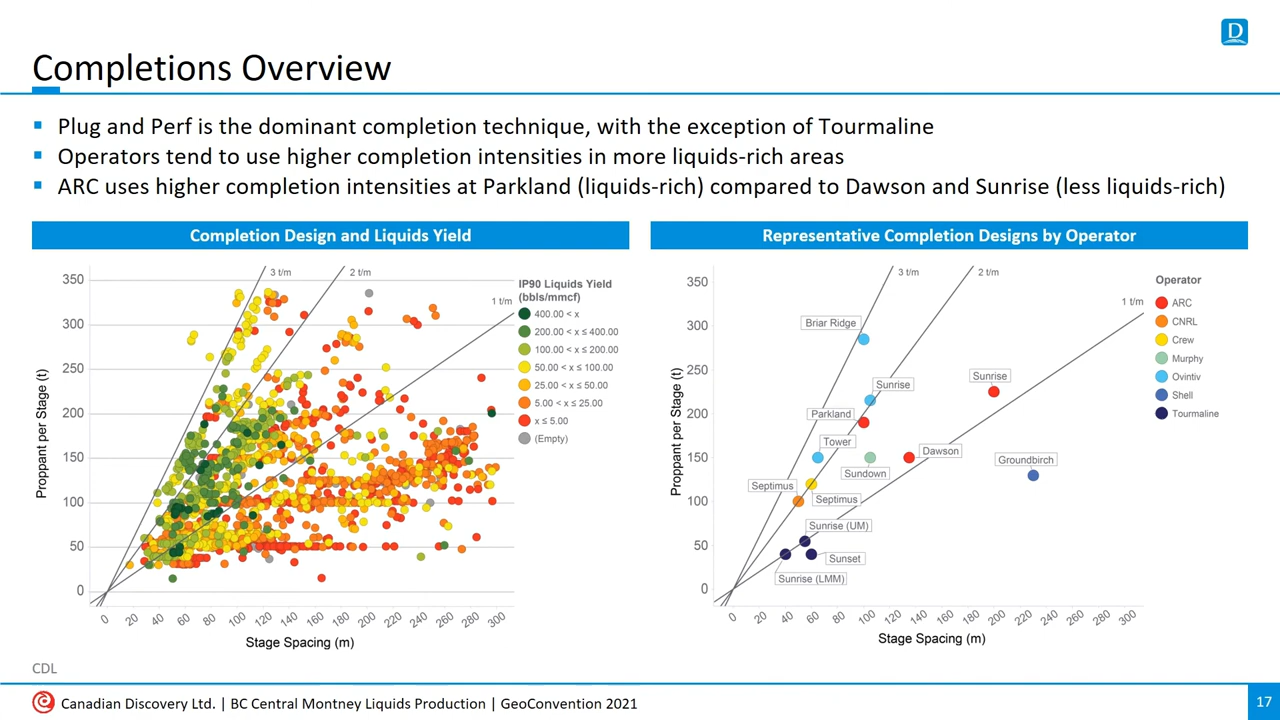 D
Completions Overview
Plug and Perf is the dominant completion technique, with the exception of Tourmaline
Operators tend to use higher completion intensities in more liquids-rich areas
ARC uses higher completion intensities at Parkland (liquids-rich) compared to Dawson and Sunrise (less liquids-rich)
Completion Design and Liquids Yield
3 t/m
2 t/m
1 t/m
IP90 Liquids Yield
(bbls/mmcf)
400.00 < x
200.00 < x ≤ 400.00
100.00 < x ≤ 200.00
50.00 < x ≤ 100.00
25.00 < x ≤ 50.00
5.00 < x ≤ 25.00
x ≤ 5.00
(Empty)
Proppant per Stage (t)
350
300
250
200
150
100
50
0
0 20 40 60 80 100 120 140 160 180 200 220 240 260 280 300
Stage Spacing (m)
Representative Completion Designs by Operator
3 t/m
2 t/m
1 t/m
Operator
ARC
CNRL
Crew
Murphy
Ovintiv
Shell
Tourmaline
Proppant per Stage (t)
350
300
250
200
150
100
50
0
Briar Ridge
Sunrise
Sunrise
Parkland
Tower
Dawson
Sundown
Groundbirch
Septimus
Septimus
Sunrise (UM)
Sunset
Sunrise (LMM)
0 20 40 60 80 100 120 140 160 180 200 220 240 260 280 300
Stage Spacing (m)
CDL
Canadian Discovery Ltd. | BC Central Montney Liquids Production | GeoConvention 2021
17